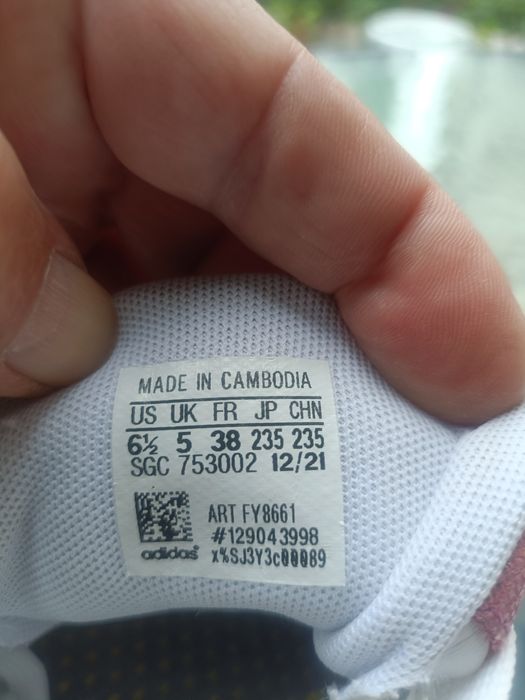 MADE IN CAMBODIA
US UK FR JP CHN
6½ 5 38 235 235
SGC 753002 12/21
ART FY8661
#129043998
adidas x%SJ3Y3c00089